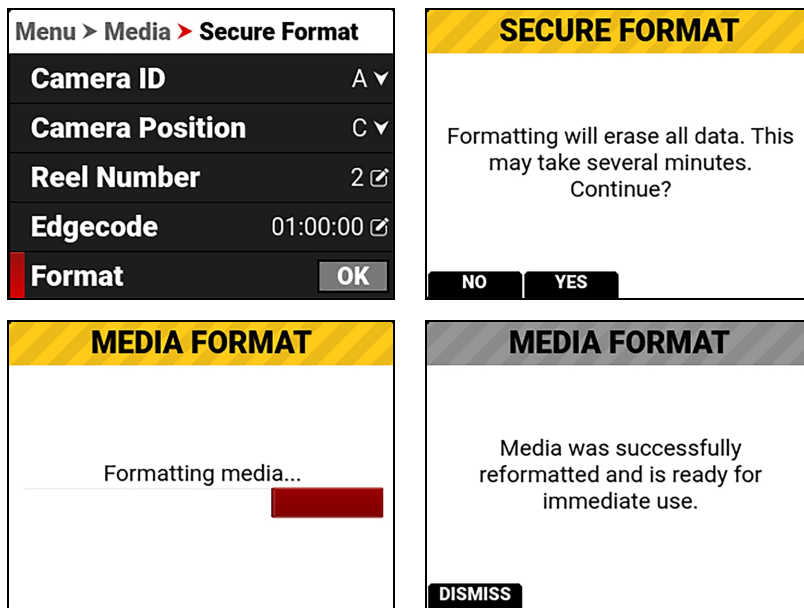 Menu > Media > Secure Format
Camera ID A
Camera Position C
Reel Number 2
Edgecode 01:00:00
Format OK
SECURE FORMAT
Formatting will erase all data. This
may take several minutes.
Continue?
NO YES
MEDIA FORMAT
Formatting media...
MEDIA FORMAT
Media was successfully
reformatted and is ready for
immediate use.
DISMISS